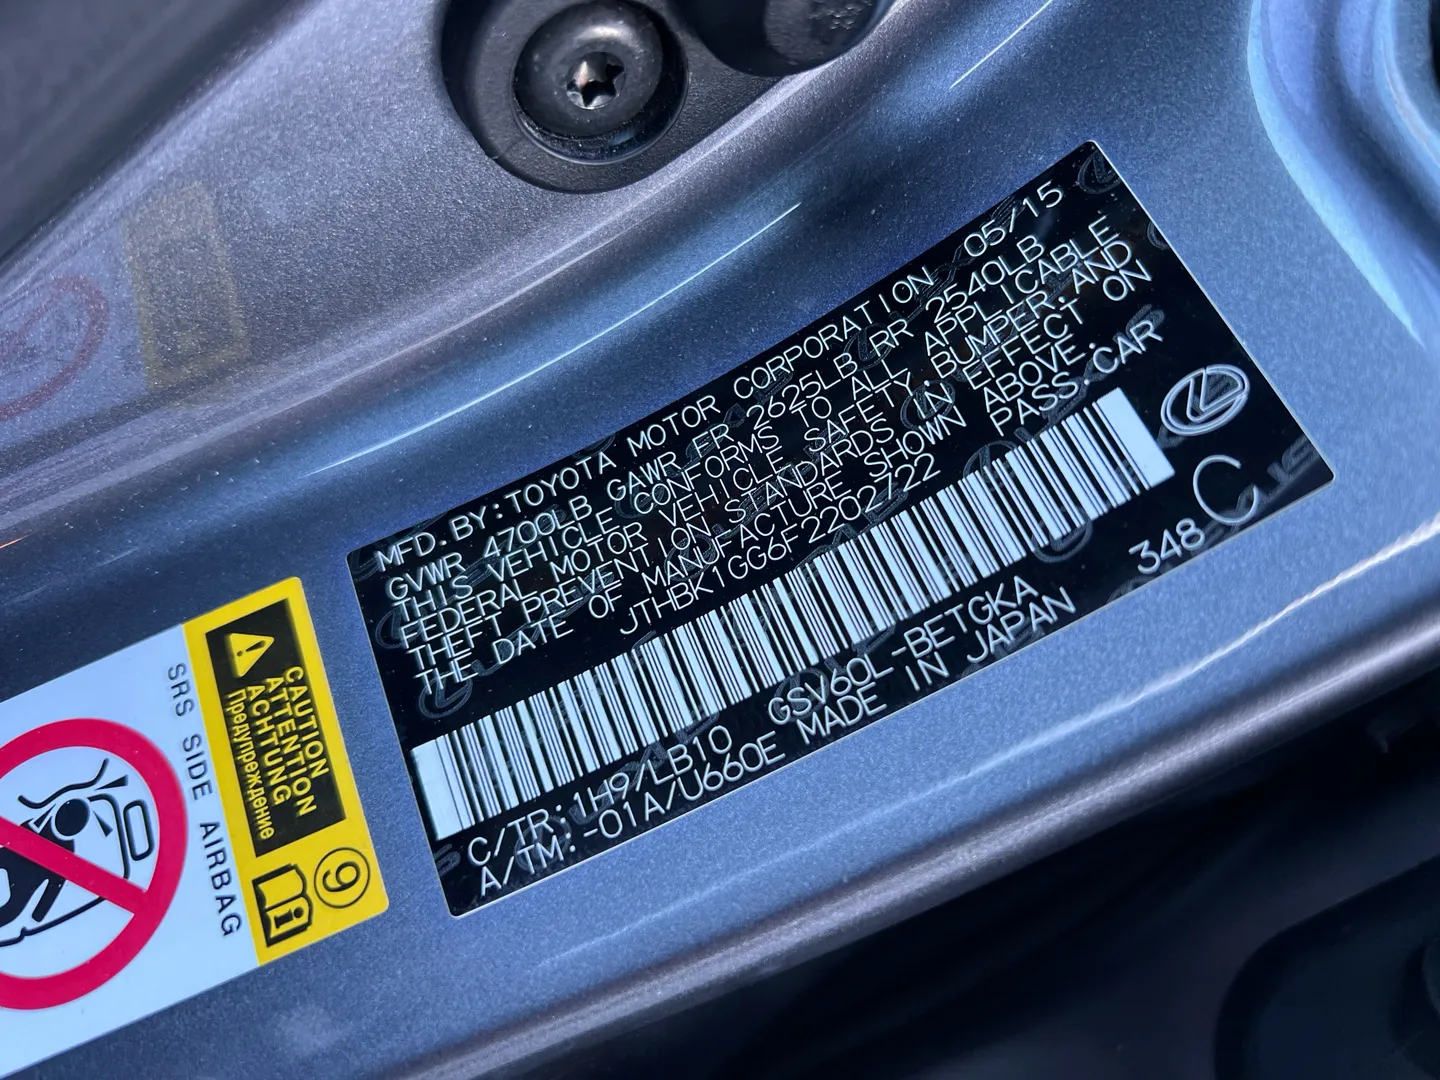 MFD. BY: TOYOTA MOTOR CORPORATION 05/15
GVWR 4700LB GAWR FR 2625LB RR 2540LB
THIS VEHICLE CONFORMS TO ALL APPLICABLE
FEDERAL MOTOR VEHICLE SAFETY, BUMPER, AND
THEFT PREVENTION STANDARDS IN EFFECT ON
THE DATE OF MANUFACTURE SHOWN ABOVE.
JTHBK1GG6F2202722 PASS.CAR
C/TR: 1H9/LB10 GSV60L-BETGKA 348 C
A/TM: -01A/U660E MADE IN JAPAN
CAUTION
ATTENTION
ACHTUNG
Предупреждение
9
SRS SIDE AIRBAG